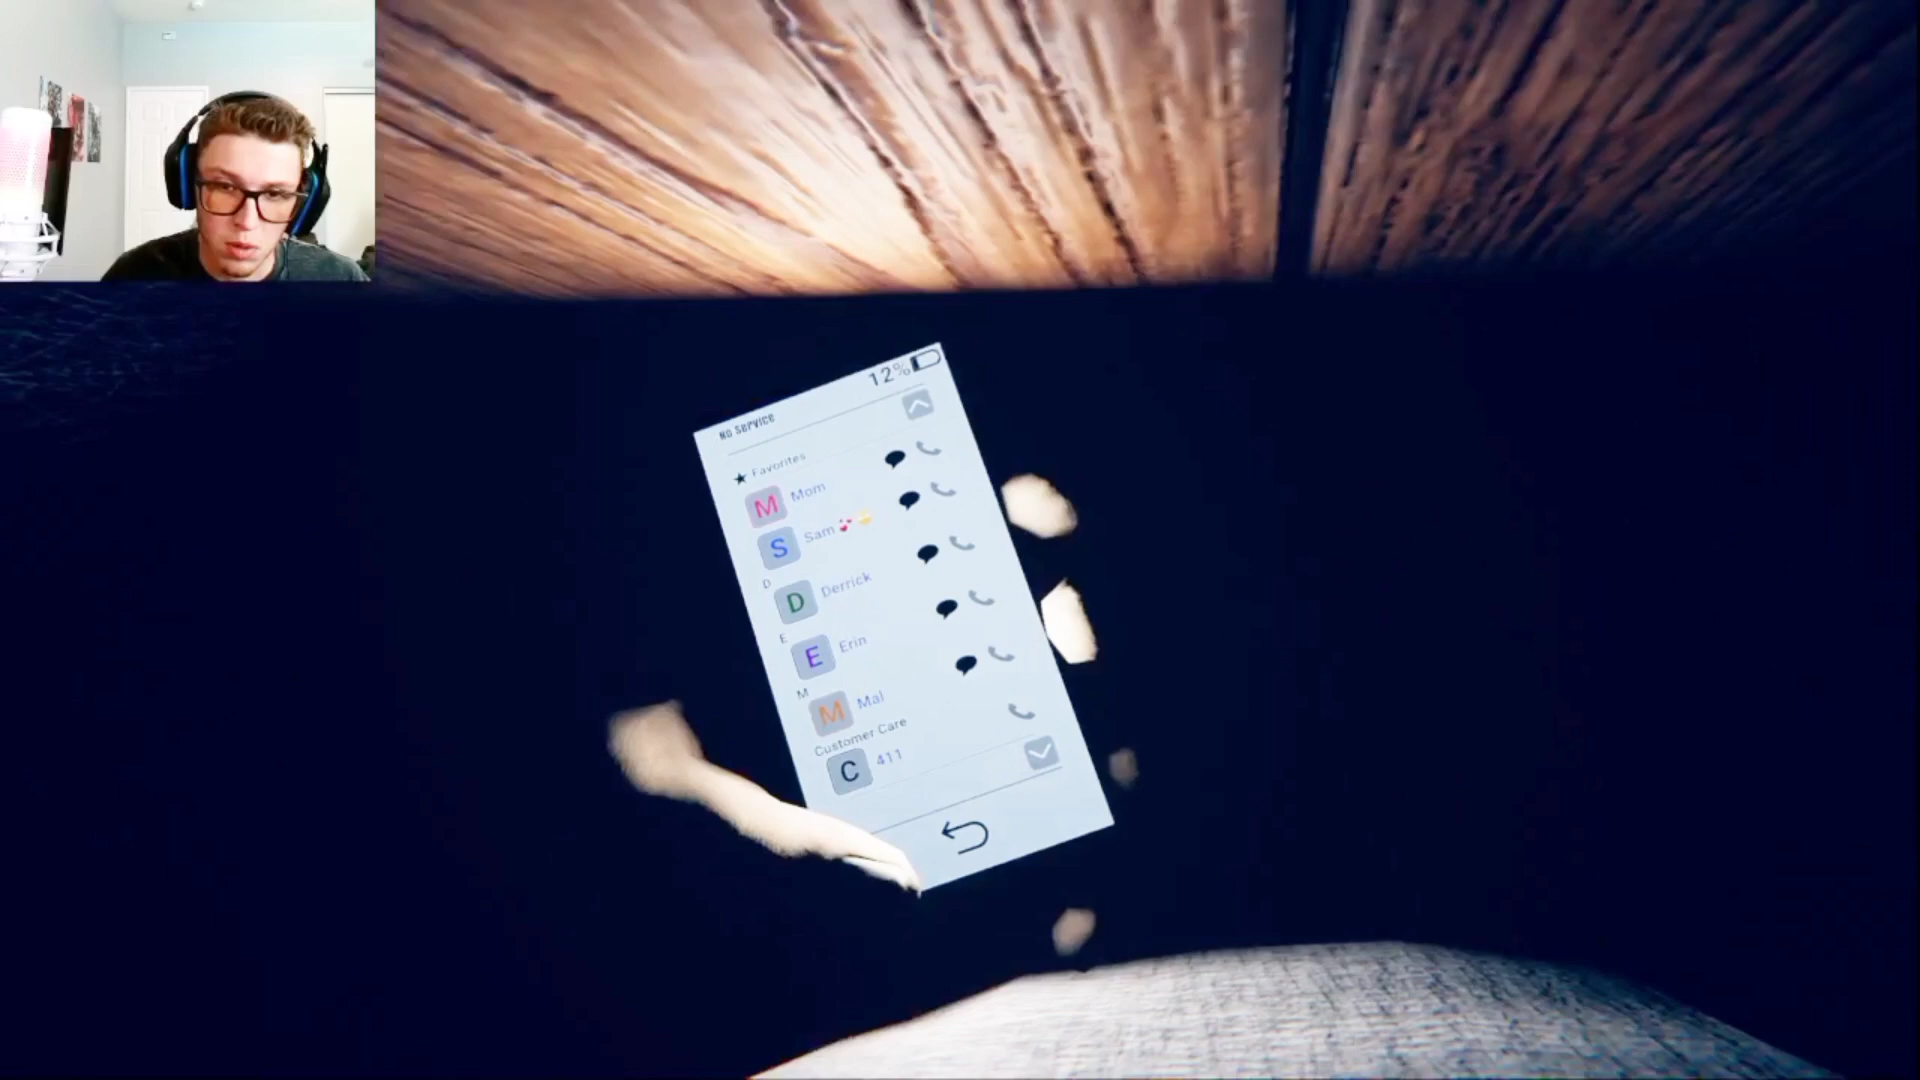 12%
No Service
★ Favorites
M Mom
S Sam
D
D Derrick
E
E Erin
M
M Mal
Customer Care
C 411